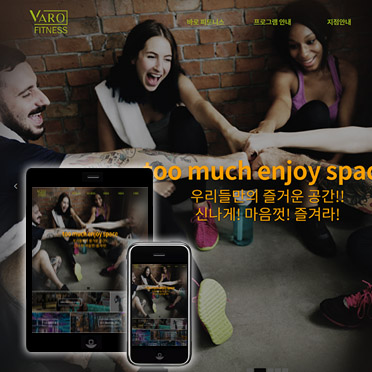 VARO
FITNESS
바로 피트니스 프로그램 안내 지점안내
too much enjoy space
우리들만의 즐거운 공간!!
신나게! 마음껏! 즐겨라!
too much enjoy space